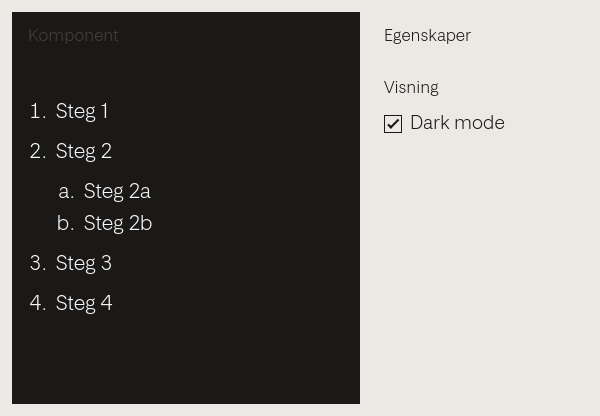 Komponent
1. Steg 1
2. Steg 2
a. Steg 2a
b. Steg 2b
3. Steg 3
4. Steg 4
Egenskaper
Visning
Dark mode